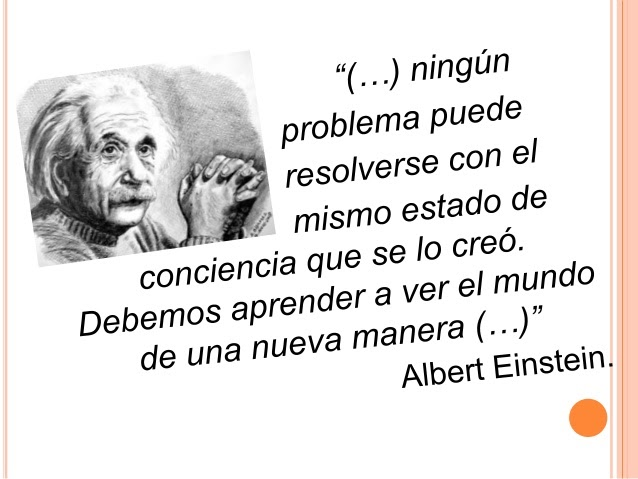 “(…) ningún
problema puede
resolverse con el
mismo estado de
conciencia que se lo creó.
Debemos aprender a ver el mundo
de una nueva manera (…)”
Albert Einstein.